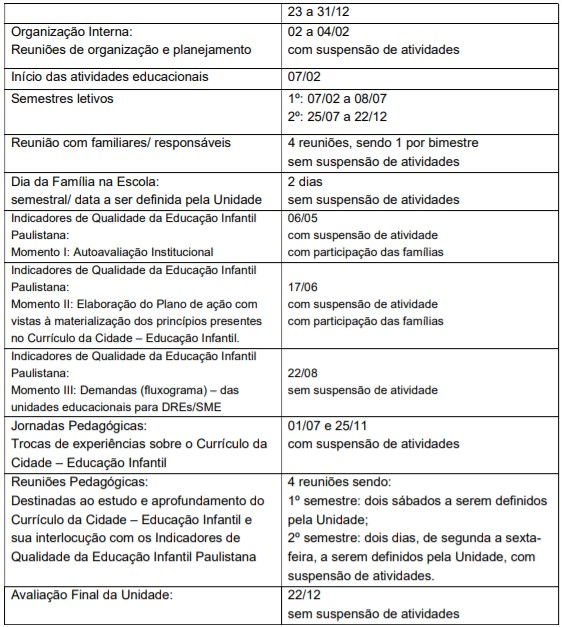 23 a 31/12
Organização Interna:
Reuniões de organização e planejamento
02 a 04/02
com suspensão de atividades
Início das atividades educacionais
07/02
Semestres letivos
1º: 07/02 a 08/07
2º: 25/07 a 22/12
Reunião com familiares/ responsáveis
4 reuniões, sendo 1 por bimestre
sem suspensão de atividades
Dia da Família na Escola:
semestral/ data a ser definida pela Unidade
2 dias
sem suspensão de atividades
Indicadores de Qualidade da Educação Infantil
Paulistana:
Momento I: Autoavaliação Institucional
06/05
com suspensão de atividade
com participação das famílias
Indicadores de Qualidade da Educação Infantil
Paulistana:
Momento II: Elaboração do Plano de ação com
vistas à materialização dos princípios presentes
no Currículo da Cidade – Educação Infantil.
17/06
com suspensão de atividade
com participação das famílias
Indicadores de Qualidade da Educação Infantil
Paulistana:
Momento III: Demandas (fluxograma) – das
unidades educacionais para DREs/SME
22/08
sem suspensão de atividade
Jornadas Pedagógicas:
Trocas de experiências sobre o Currículo da
Cidade – Educação Infantil
01/07 e 25/11
com suspensão de atividades
Reuniões Pedagógicas:
Destinadas ao estudo e aprofundamento do
Currículo da Cidade – Educação Infantil e
sua interlocução com os Indicadores de
Qualidade da Educação Infantil Paulistana
4 reuniões sendo:
1º semestre: dois sábados a serem definidos
pela Unidade;
2º semestre: dois dias, de segunda a sexta-
feira, a serem definidos pela Unidade, com
suspensão de atividades.
Avaliação Final da Unidade:
22/12
sem suspensão de atividades